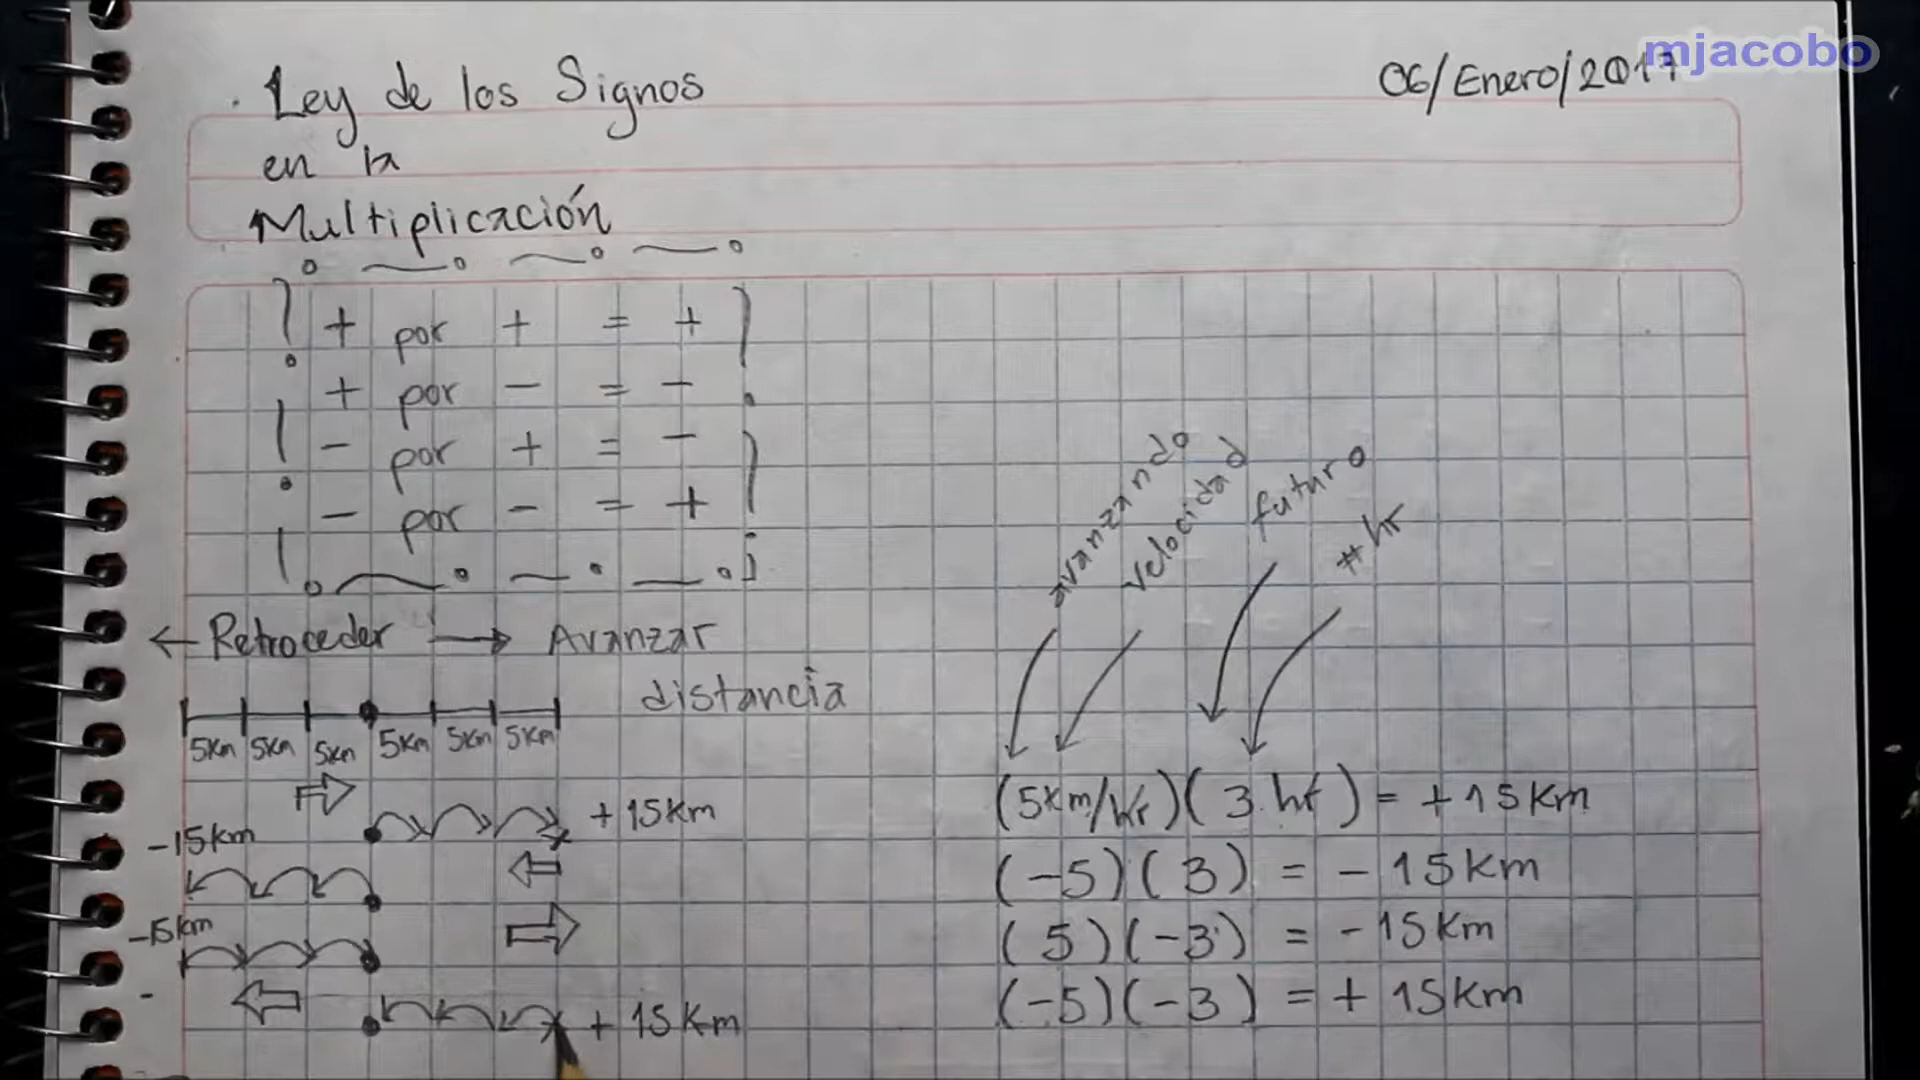 mjacobo
Ley de los Signos
06/Enero/2017
en la
Multiplicación
+ por + = +
+ por - = -
- por + = -
- por - = +
avanzando
velocidad
futuro
# hr
← Retroceder → Avanzar
distancia
5Km 5Km 5Km 5Km 5Km 5Km
+ 15Km
-15km
-15km
-
+ 15Km
(5km/hr)(3 hr) = +15km
(-5)(3) = - 15km
(5)(-3) = -15km
(-5)(-3) = + 15km